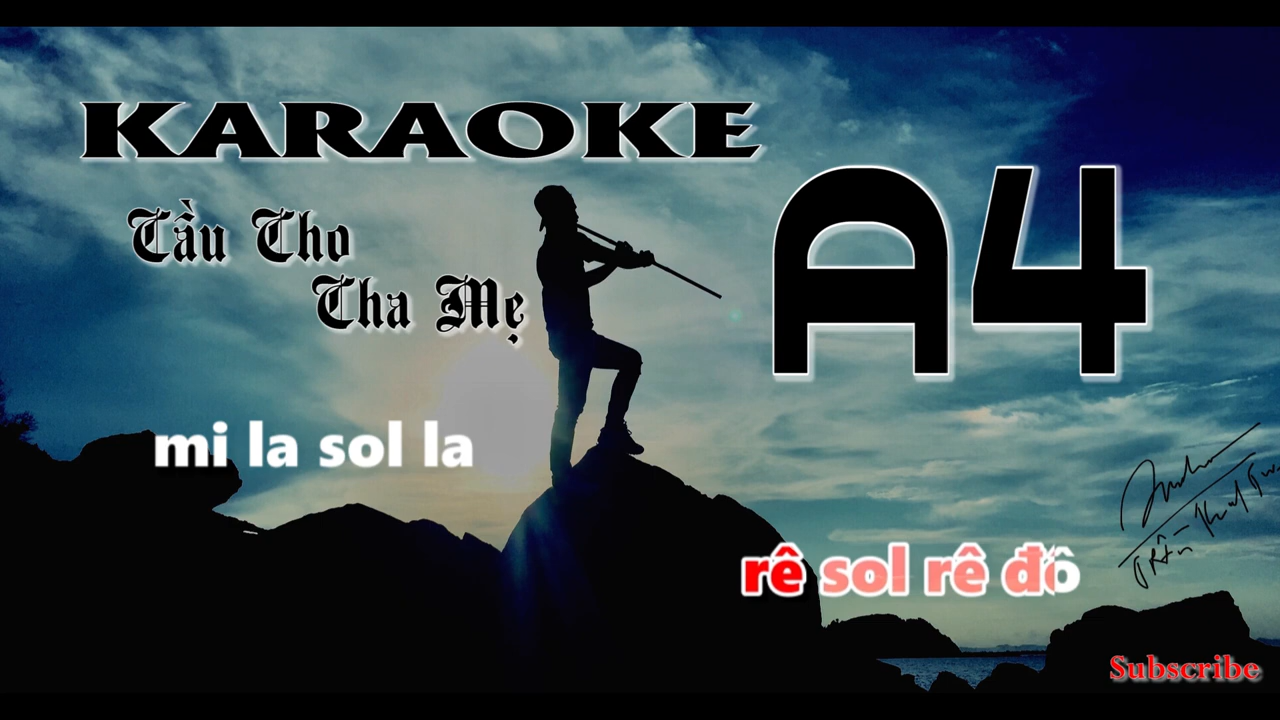 KARAOKE
A4
Cầu Cho
Cha Mẹ
mi la sol la
rê sol rê đô
Subscribe